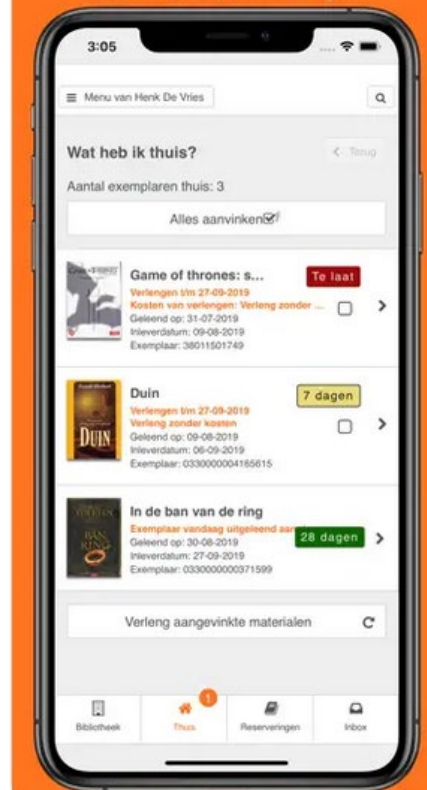 3:05
Menu van Henk De Vries
Wat heb ik thuis?
Terug
Aantal exemplaren thuis: 3
Alles aanvinken
Game of thrones: s...
Te laat
Verlengen t/m 27-09-2019
Kosten van verlengen: Verleng zonder ...
Geleend op: 31-07-2019
Inleverdatum: 09-08-2019
Exemplaar: 38011501749
Duin
7 dagen
Verlengen t/m 27-09-2019
Verleng zonder kosten
Geleend op: 09-08-2019
Inleverdatum: 06-09-2019
Exemplaar: 0330000004165615
DUIN
In de ban van de ring
Exemplaar vandaag uitgeleend aan
28 dagen
Geleend op: 30-08-2019
Inleverdatum: 27-09-2019
Exemplaar: 0330000000371599
BAN
RING
Verleng aangevinkte materialen
1
Bibliotheek
Thuis
Reserveringen
Inbox